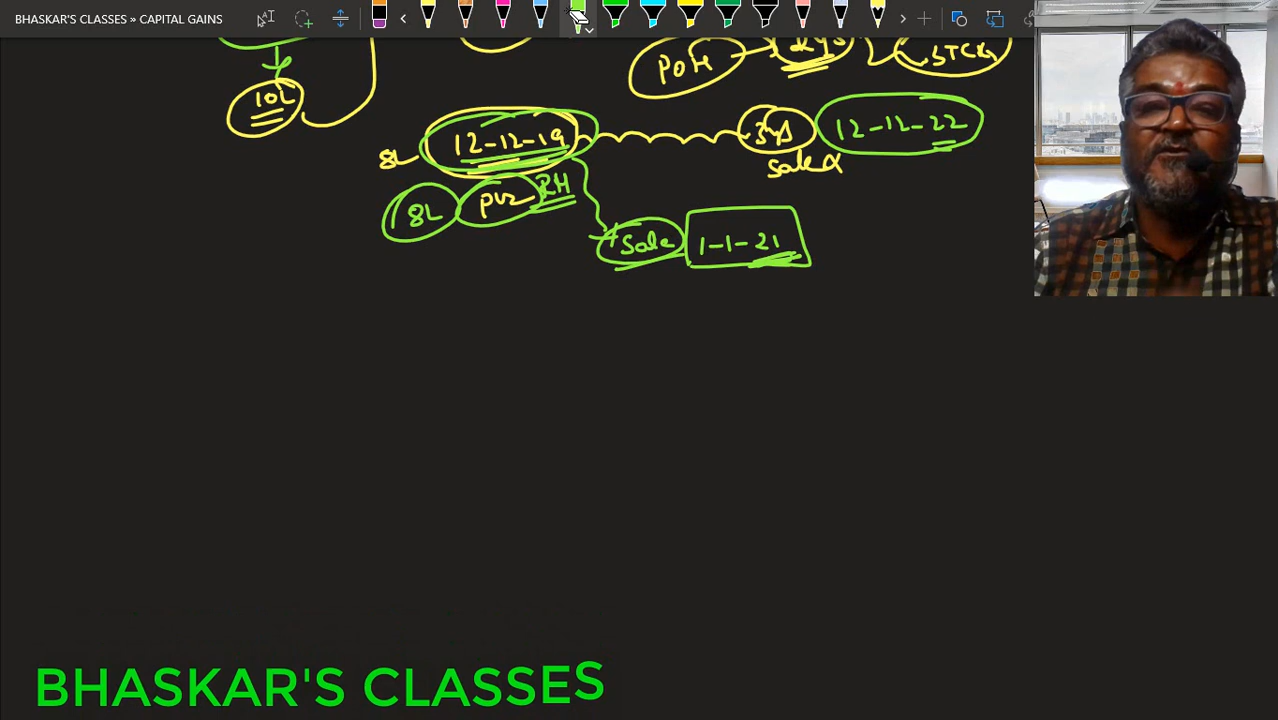 BHASKAR'S CLASSES » CAPITAL GAINS
POH
STCG
10L
8L 12-12-19 3ys 12-12-22
sale x
8L pur RH
Sale 1-1-21
BHASKAR'S CLASSES